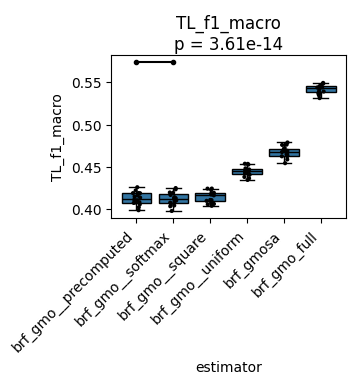 TL_f1_macro
p = 3.61e-14
TL_f1_macro
0.55
0.50
0.45
0.40
brf_gmo__precomputed
brf_gmo__softmax
brf_gmo__square
brf_gmo__uniform
brf_gmosa
brf_gmo_full
estimator